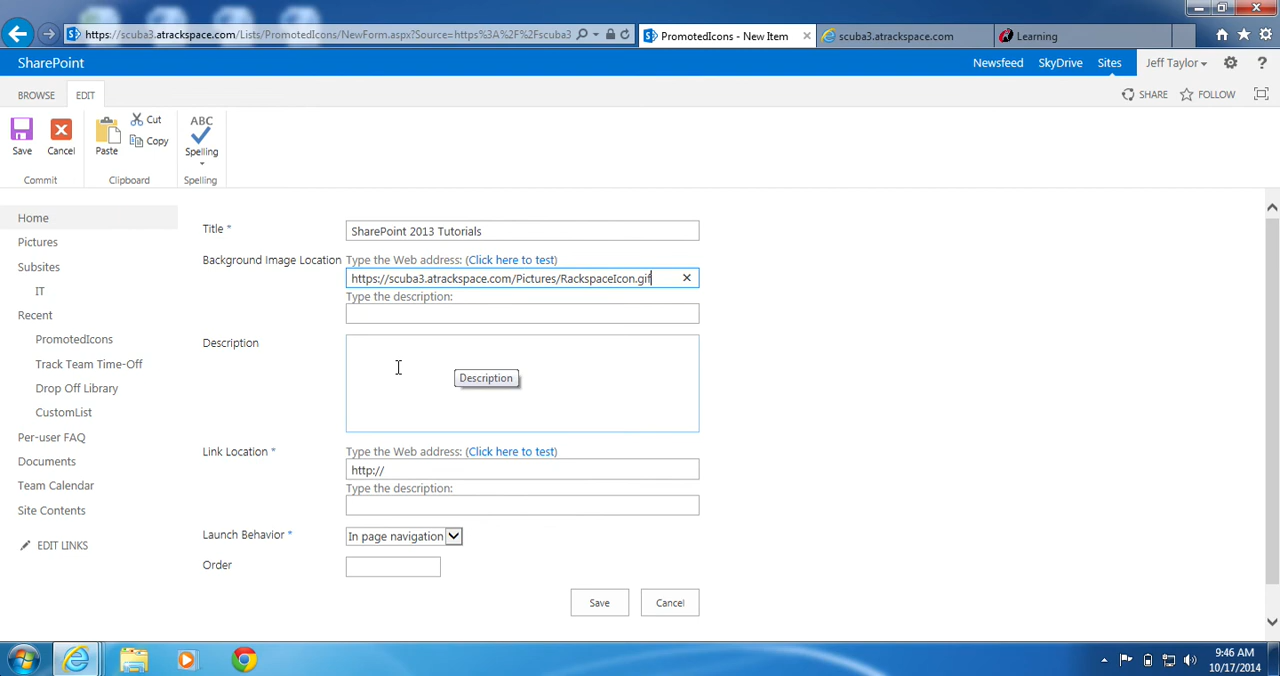 https://scuba3.atrackspace.com/Lists/PromotedIcons/NewForm.aspx?Source=https%3A%2F%2Fscuba3
PromotedIcons - New Item
scuba3.atrackspace.com
Learning
SharePoint
Newsfeed
SkyDrive
Sites
Jeff Taylor
?
BROWSE
EDIT
SHARE
FOLLOW
Save
Cancel
Paste
Cut
Copy
ABC
Spelling
Commit
Clipboard
Spelling
Home
Pictures
Subsites
IT
Recent
PromotedIcons
Track Team Time-Off
Drop Off Library
CustomList
Per-user FAQ
Documents
Team Calendar
Site Contents
EDIT LINKS
Title *
SharePoint 2013 Tutorials
Background Image Location
Type the Web address: (Click here to test)
https://scuba3.atrackspace.com/Pictures/RackspaceIcon.gif
Type the description:
Description
Description
Link Location *
Type the Web address: (Click here to test)
http://
Type the description:
Launch Behavior *
In page navigation
Order
Save
Cancel
9:46 AM
10/17/2014